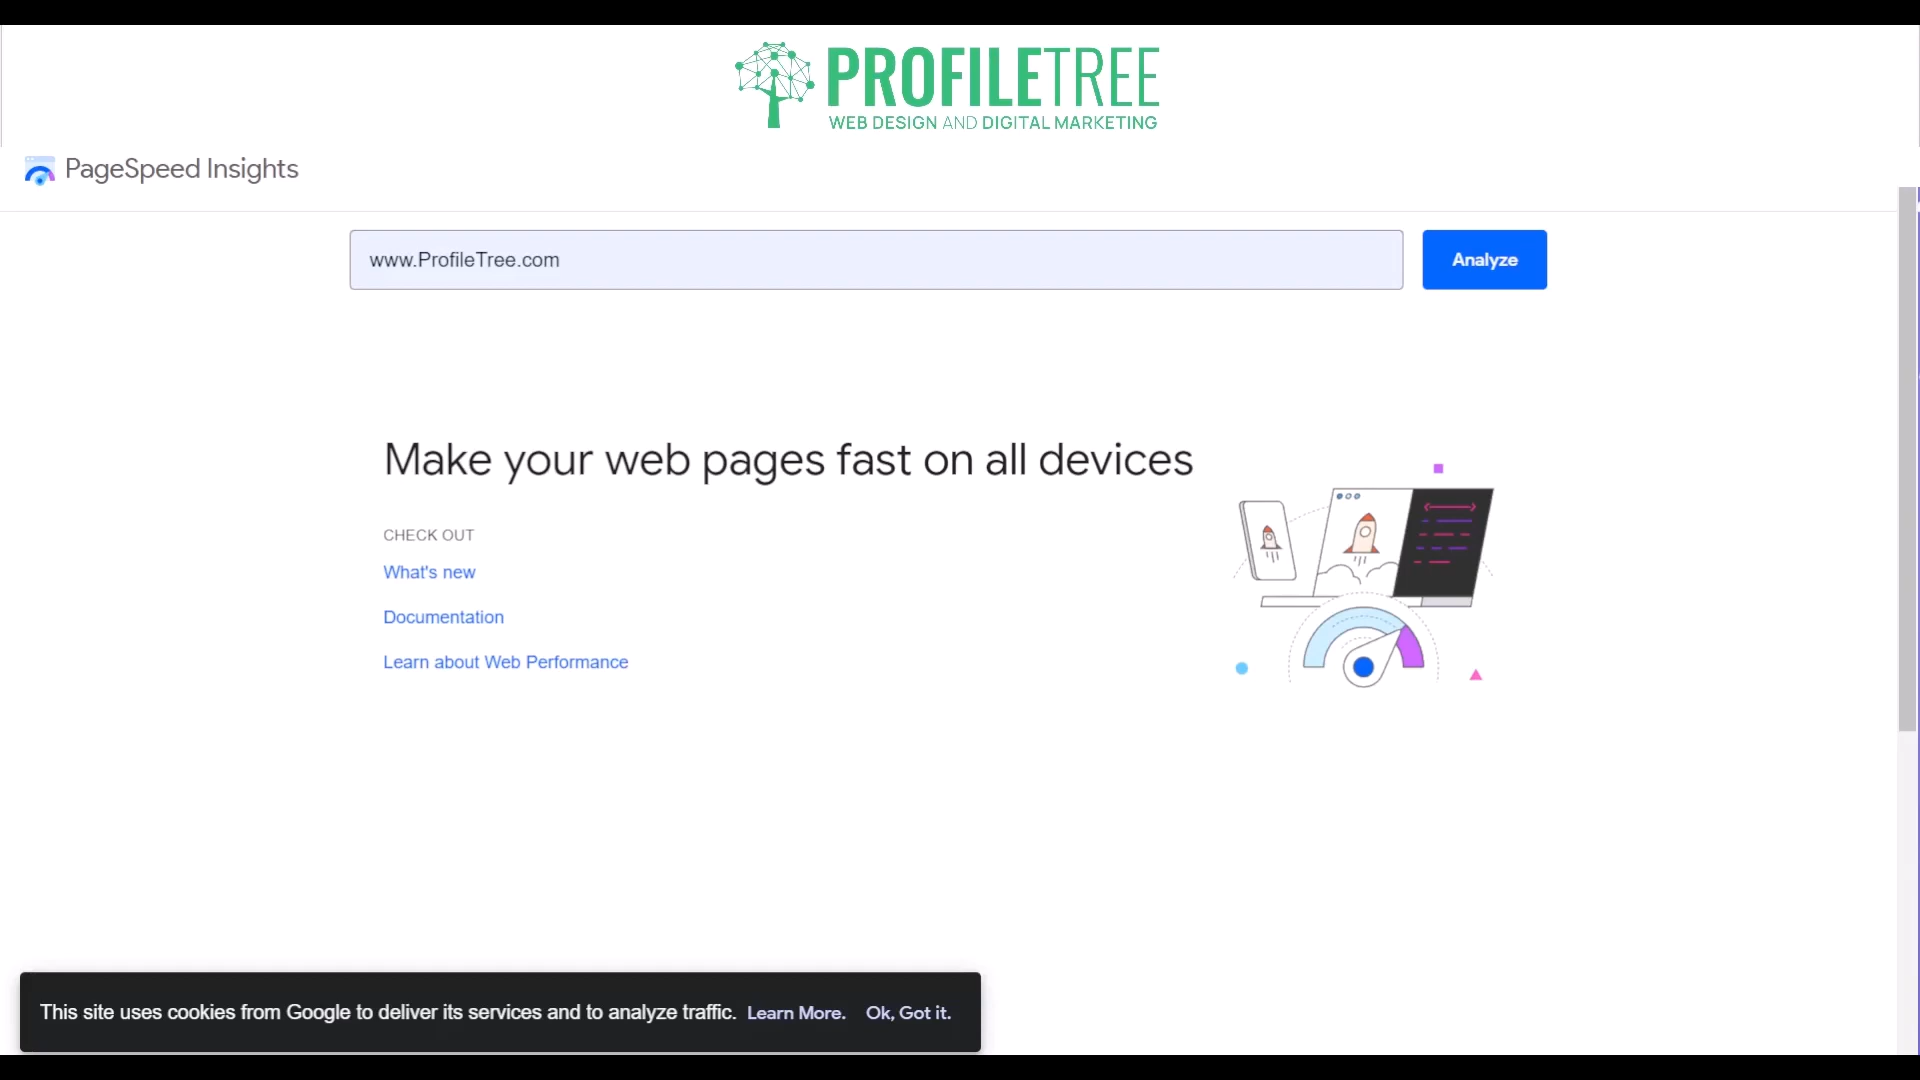 PROFILETREE
WEB DESIGN AND DIGITAL MARKETING
PageSpeed Insights
www.ProfileTree.com
Analyze
Make your web pages fast on all devices
CHECK OUT
What's new
Documentation
Learn about Web Performance
This site uses cookies from Google to deliver its services and to analyze traffic. Learn More. Ok, Got it.